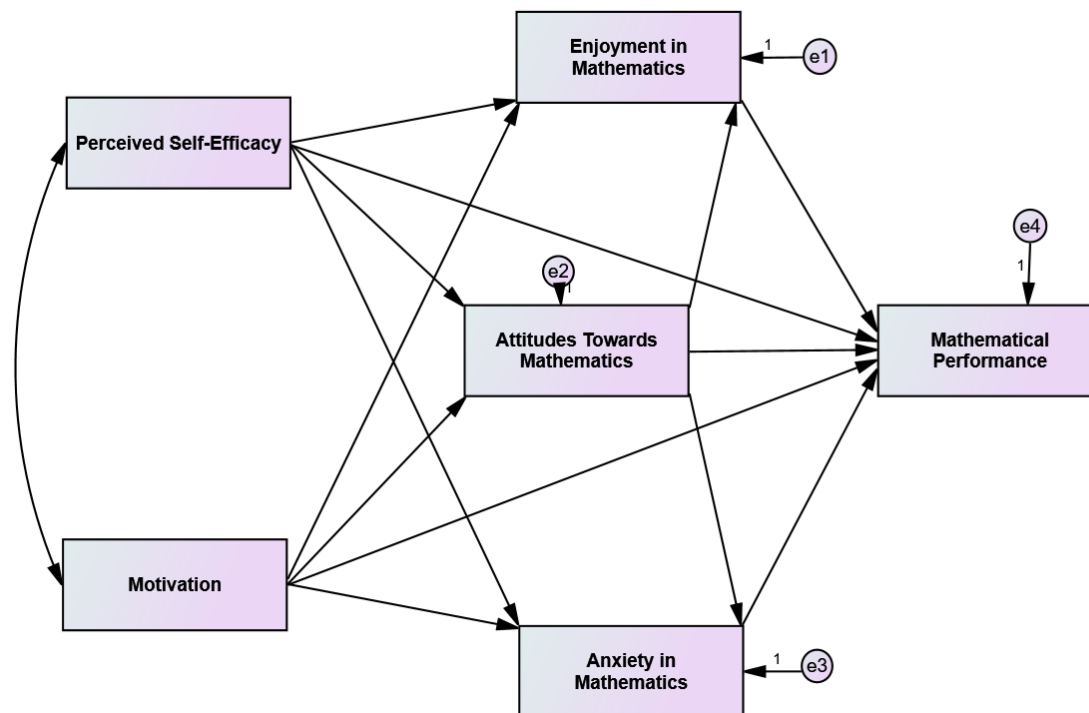 Enjoyment in
Mathematics
1
e1
Perceived Self-Efficacy
e4
1
e2
1
Attitudes Towards
Mathematics
Mathematical
Performance
Motivation
Anxiety in
Mathematics
1
e3